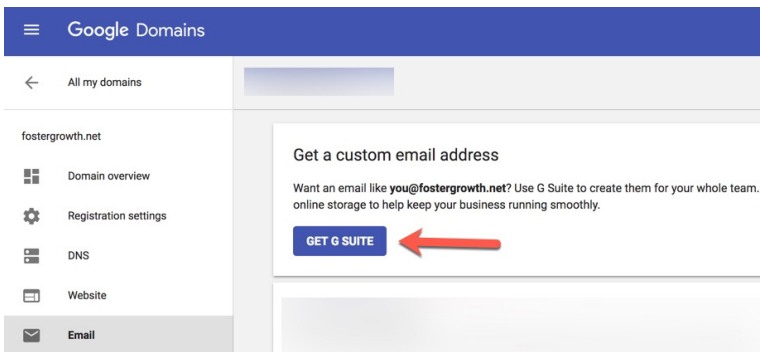 Google Domains
All my domains
fostergrowth.net
Domain overview
Registration settings
DNS
Website
Email
Get a custom email address
Want an email like you@fostergrowth.net? Use G Suite to create them for your whole team.
online storage to help keep your business running smoothly.
GET G SUITE